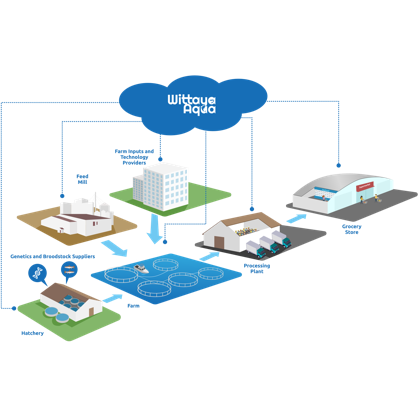 Wittaya
Aqua
Farm Inputs and
Technology
Providers
Feed
Mill
Genetics and Broodstock Suppliers
Hatchery
Farm
Processing
Plant
Grocery
Store